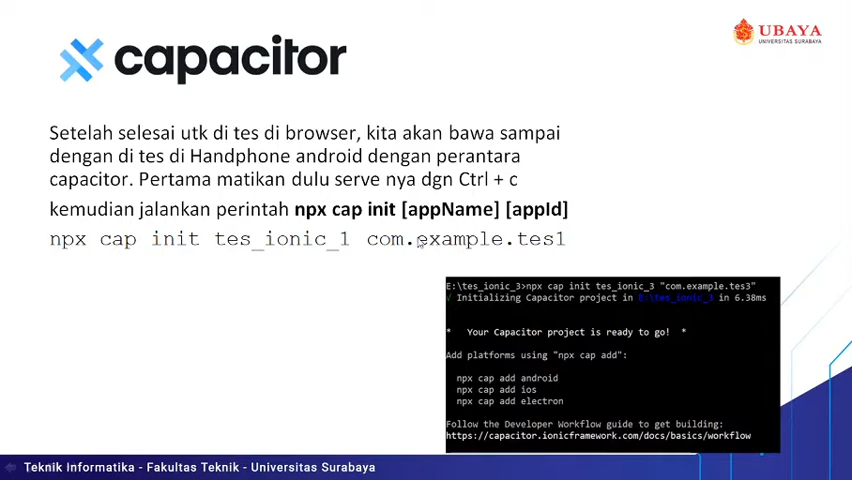 UBAYA
UNIVERSITAS SURABAYA
capacitor
Setelah selesai utk di tes di browser, kita akan bawa sampai
dengan di tes di Handphone android dengan perantara
capacitor. Pertama matikan dulu serve nya dgn Ctrl + c
kemudian jalankan perintah npx cap init [appName] [appId]
npx cap init tes_ionic_1 com.example.tes1
E:\tes_ionic_3>npx cap init tes_ionic_3 "com.example.tes3"
√ Initializing Capacitor project in E:\tes_ionic_3 in 6.38ms
* Your Capacitor project is ready to go! *
Add platforms using "npx cap add":
npx cap add android
npx cap add ios
npx cap add electron
Follow the Developer Workflow guide to get building:
https://capacitor.ionicframework.com/docs/basics/workflow
Teknik Informatika - Fakultas Teknik - Universitas Surabaya